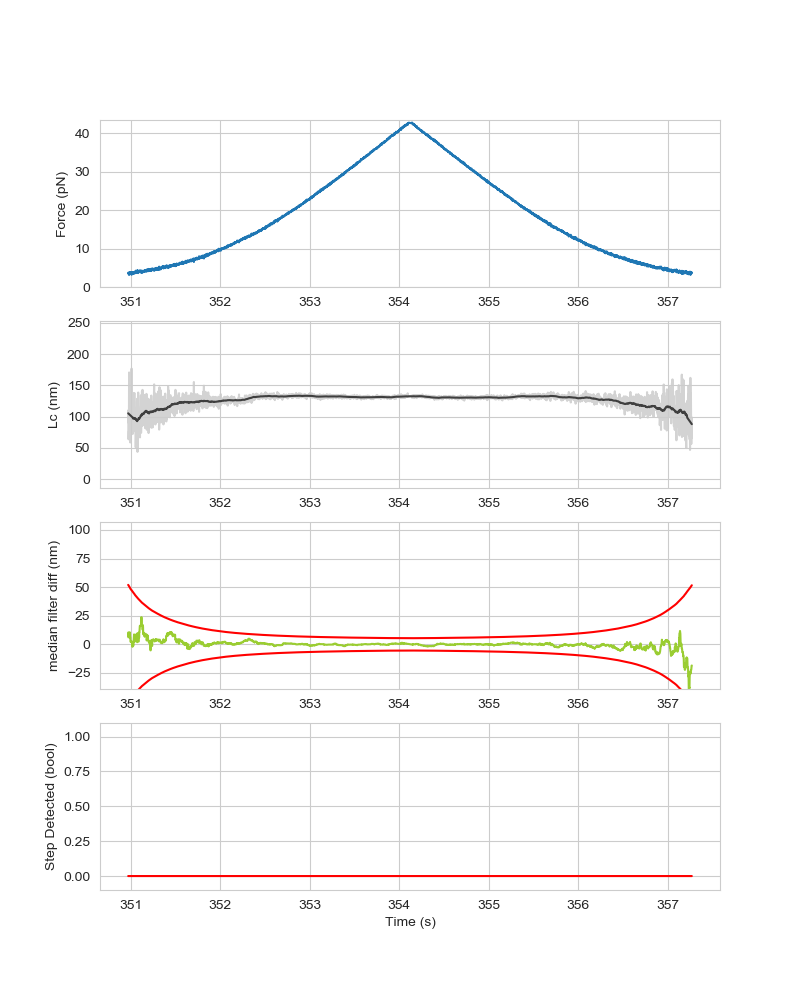 Force (pN)
40
30
20
10
0
351 352 353 354 355 356 357
Lc (nm)
250
200
150
100
50
0
351 352 353 354 355 356 357
median filter diff (nm)
100
75
50
25
0
−25
351 352 353 354 355 356 357
Step Detected (bool)
1.00
0.75
0.50
0.25
0.00
351 352 353 354 355 356 357
Time (s)